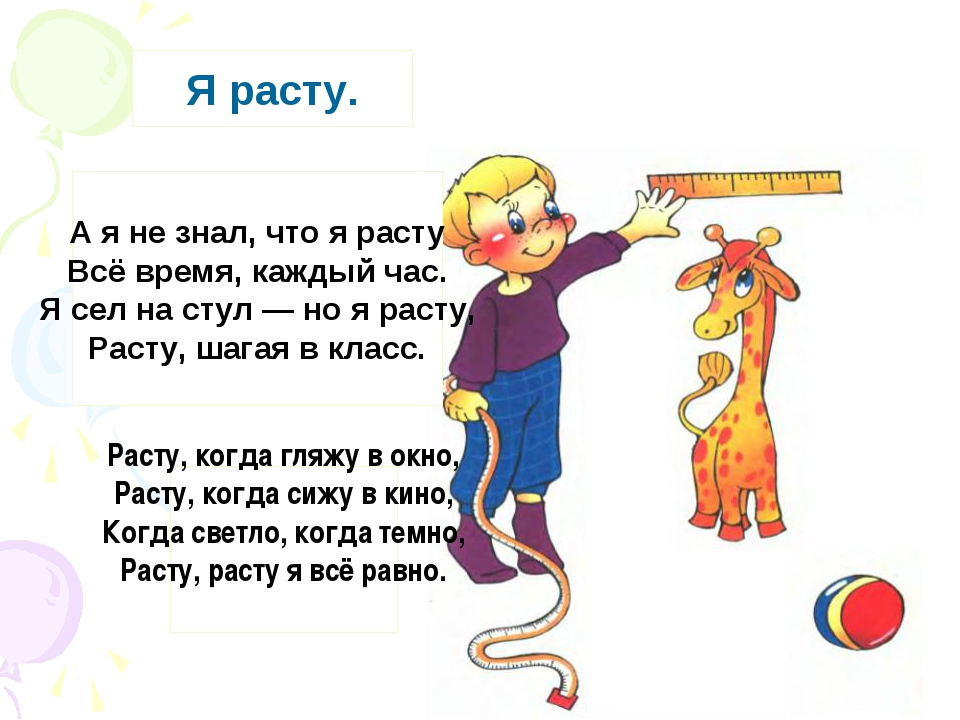 Я расту.
А я не знал, что я расту
Всё время, каждый час.
Я сел на стул — но я расту,
Расту, шагая в класс.
Расту, когда гляжу в окно,
Расту, когда сижу в кино,
Когда светло, когда темно,
Расту, расту я всё равно.